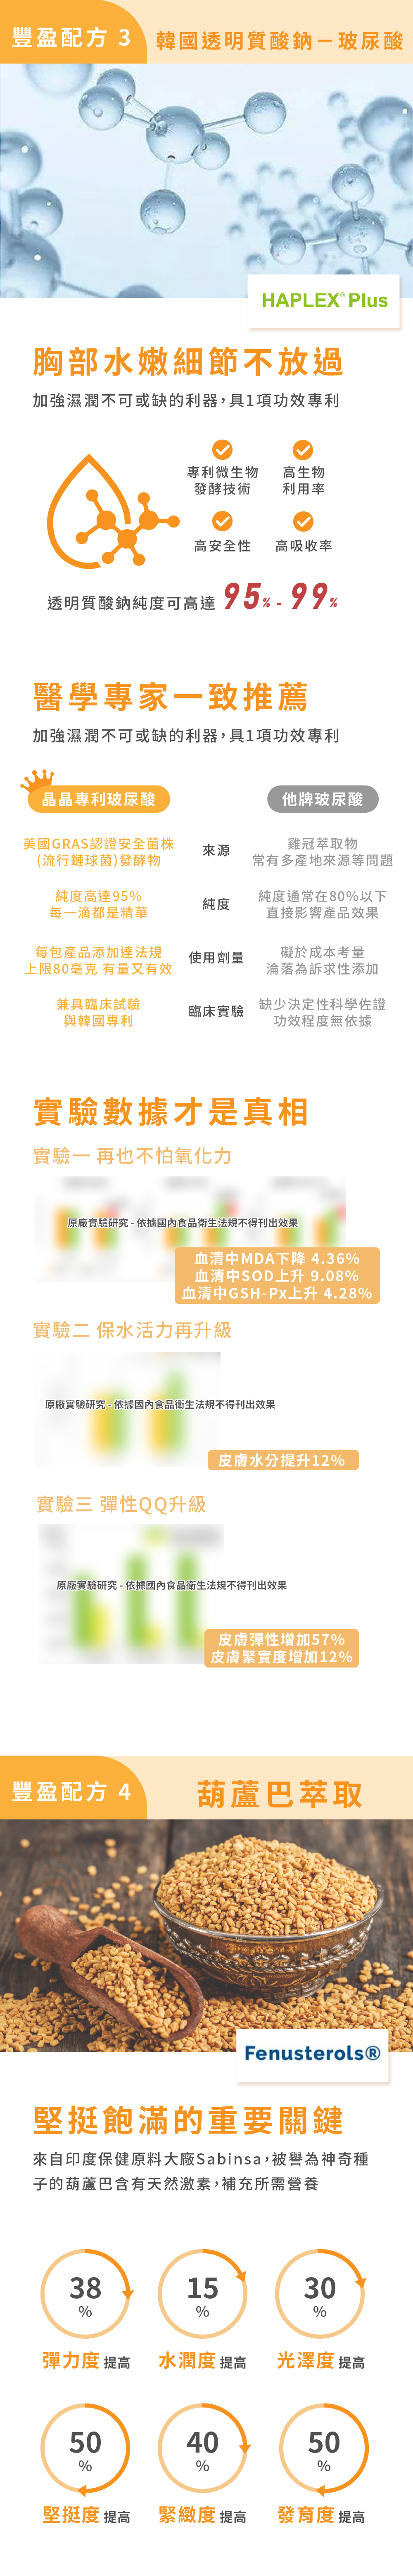 豐盈配方 3
韓國透明質酸鈉－玻尿酸
HAPLEX® Plus
胸部水嫩細節不放過
加強濕潤不可或缺的利器，具1項功效專利
專利微生物
發酵技術
高生物
利用率
高安全性
高吸收率
透明質酸鈉純度可高達 95% - 99%
醫學專家一致推薦
加強濕潤不可或缺的利器，具1項功效專利
晶晶專利玻尿酸
他牌玻尿酸
美國GRAS認證安全菌株
(流行鏈球菌)發酵物
來源
雞冠萃取物
常有多產地來源等問題
純度高達95%
每一滴都是精華
純度
純度通常在80%以下
直接影響產品效果
每包產品添加達法規
上限80毫克 有量又有效
使用劑量
礙於成本考量
淪落為訴求性添加
兼具臨床試驗
與韓國專利
臨床實驗
缺少決定性科學佐證
功效程度無依據
實驗數據才是真相
實驗一 再也不怕氧化力
原廠實驗研究 - 依據國內食品衛生法規不得刊出效果
血清中MDA下降 4.36%
血清中SOD上升 9.08%
血清中GSH-Px上升 4.28%
實驗二 保水活力再升級
原廠實驗研究 - 依據國內食品衛生法規不得刊出效果
皮膚水分提升12%
實驗三 彈性QQ升級
原廠實驗研究 - 依據國內食品衛生法規不得刊出效果
皮膚彈性增加57%
皮膚緊實度增加12%
豐盈配方 4
葫蘆巴萃取
Fenusterols®
堅挺飽滿的重要關鍵
來自印度保健原料大廠Sabinsa，被譽為神奇種
子的葫蘆巴含有天然激素，補充所需營養
38
%
彈力度 提高
15
%
水潤度 提高
30
%
光澤度 提高
50
%
堅挺度 提高
40
%
緊緻度 提高
50
%
發育度 提高